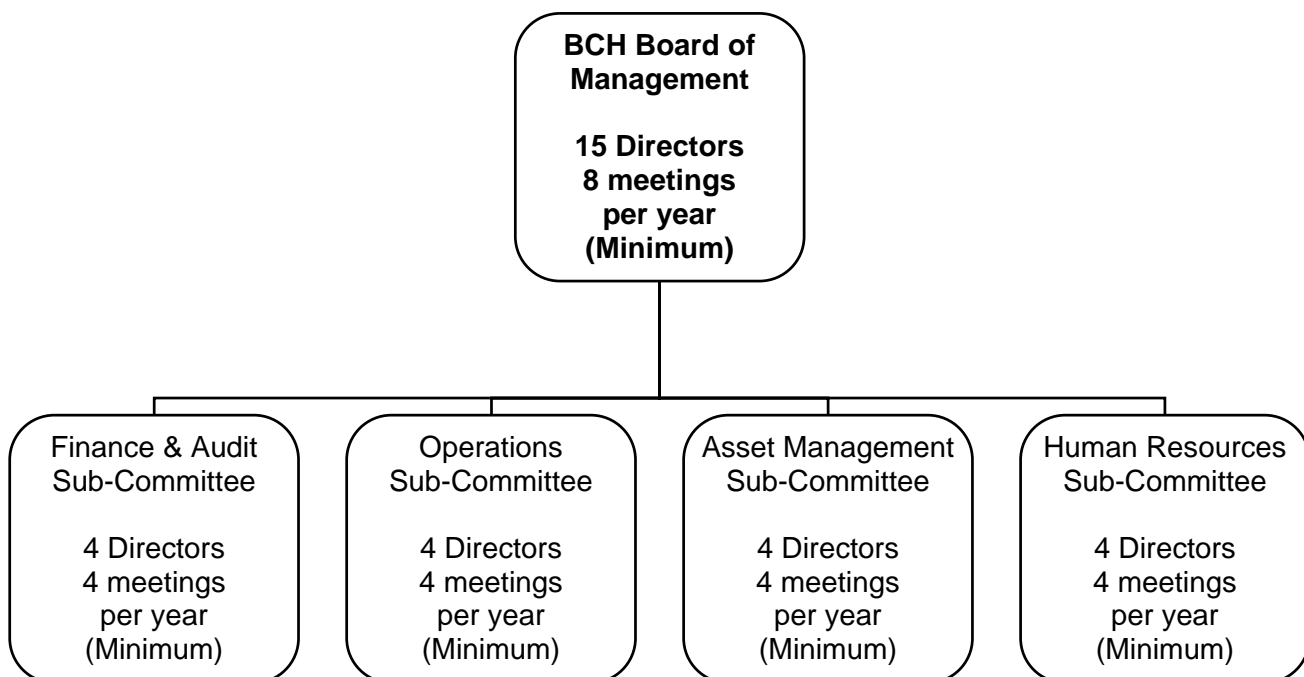 BCH Board of
Management
15 Directors
8 meetings
per year
(Minimum)
Finance & Audit
Sub-Committee
4 Directors
4 meetings
per year
(Minimum)
Operations
Sub-Committee
4 Directors
4 meetings
per year
(Minimum)
Asset Management
Sub-Committee
4 Directors
4 meetings
per year
(Minimum)
Human Resources
Sub-Committee
4 Directors
4 meetings
per year
(Minimum)